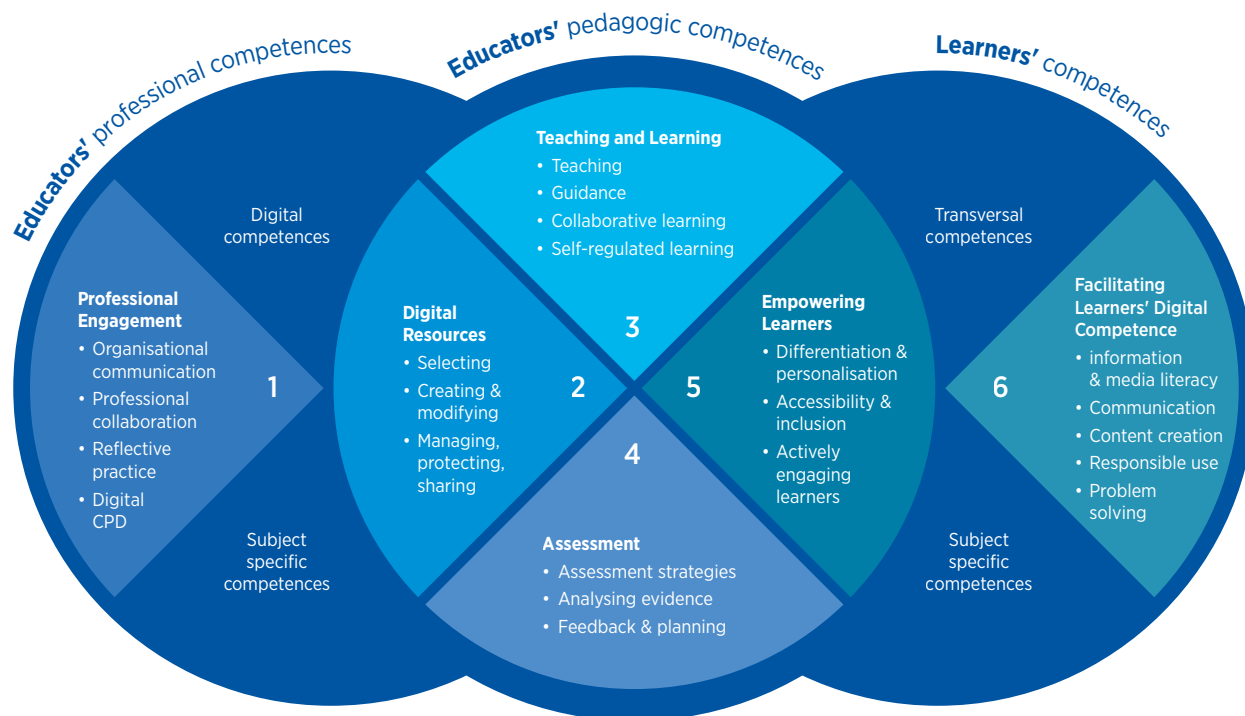 Educators' professional competences
Educators' pedagogic competences
Learners' competences
Digital
competences
Subject
specific
competences
Professional
Engagement
• Organisational
communication
• Professional
collaboration
• Reflective
practice
• Digital
CPD
1
Digital
Resources
• Selecting
• Creating &
modifying
• Managing,
protecting,
sharing
2
Teaching and Learning
• Teaching
• Guidance
• Collaborative learning
• Self-regulated learning
3
4
Assessment
• Assessment strategies
• Analysing evidence
• Feedback & planning
5
Empowering
Learners
• Differentiation &
personalisation
• Accessibility &
inclusion
• Actively
engaging
learners
Transversal
competences
Subject
specific
competences
6
Facilitating
Learners' Digital
Competence
• information
& media literacy
• Communication
• Content creation
• Responsible use
• Problem
solving